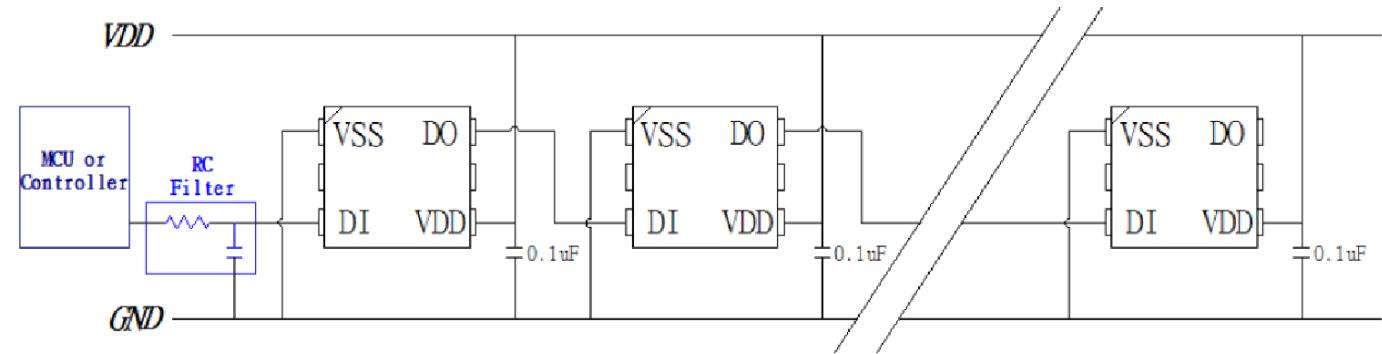 VDD
MCU or
Controller
RC
Filter
VSS DO
DI VDD
0.1uF
VSS DO
DI VDD
0.1uF
VSS DO
DI VDD
0.1uF
GND